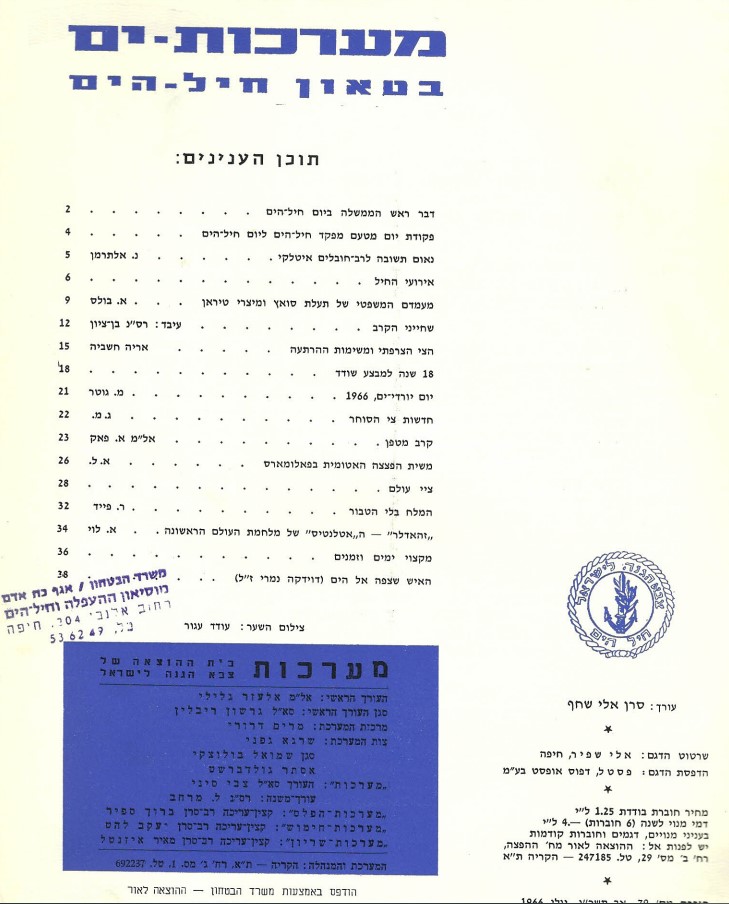 מערכות-ים
בטאון חיל-הים
תוכן הענינים:
דבר ראש הממשלה ביום חיל־הים . . . . . . . . 2
פקודת יום מטעם מפקד חיל־הים ליום חיל־הים . . . . . 4
נאום תשובה לרב־חובלים איטלקי . . . . . . נ. אלתרמן 5
אירועי החיל . . . . . . . . . . . . . 6
מעמדם המשפטי של תעלת סואץ ומיצרי טיראן . . . א. בולס 9
שחייני הקרב . . . . . . . . עיבד: רס״נ בן־ציון 12
הצי הצרפתי ומשימות ההרתעה . . . . . אריה חשביה 15
18 שנה למבצע שודד . . . . . . . . . . . 18
יום יורדי־ים, 1966 . . . . . . . . . . מ. גוטר 21
חדשות צי הסוחר . . . . . . . . . . ג.מ. 22
קרב מטפן . . . . . . . . . אל״מ א. פאק 23
משית הפצצה האטומית בפאלומארס . . . . . . א.ל. 26
ציי עולם . . . . . . . . . . . . . 28
המלח בלי הטבור . . . . . . . . . . ר. פייד 32
„זהאדלר״ — ה„אטלנטיס״ של מלחמת העולם הראשונה . . א. לוי 34
מקצוי ימים וזמנים . . . . . . . . . . 36
האיש שצפה אל הים (דוידקה נמרי ז״ל) . . . . 38
משרד הבטחון / אגף כח אדם
מוסיאון ההעפלה וחיל־הים
רחוב אלנבי 204. חיפה
טל. 536249
צילום השער: עודד עגור
צבא הגנה לישראל
חיל הים
עורך: סרן אלי שחף
שרטוט הדגם: אלי שפיר, חיפה
הדפסת הדגם: פסטל, דפוס אופסט בע״מ
מחיר חוברת בודדת 1.25 ל״י
דמי מנוי לשנה (6 חוברות) —.4 ל״י
בעניני מנויים, דגמים וחוברות קודמות
יש לפנות אל: ההוצאה לאור מח׳ ההפצה,
רח׳ ב׳ מס׳ 29, טל. 247185 — הקריה ת״א
מערכות
בית ההוצאה של
צבא הגנה לישראל
העורך הראשי: אל״מ אלעזר גלילי
סגן העורך הראשי: סא״ל גרשון ריבלין
מרכזת המערכת: מרים דרורי
צות המערכת: שרגא גפני
סגן שמואל בולוצקי
אסתר גולדברשט
„מערכות״: העורך סא״ל צבי סיני
עורך־משנה: רס״נ ל. מרחב
„מערכות־הפלס״: קצין־עריכה רב־סרן ברוך ספיר
„מערכות־חימוש״: קצין־עריכה רב־סרן יעקב להט
„מערכות־שריון״: קצין־עריכה רב־סרן מאיר איזנטל
המערכת והמנהלה: הקריה — ת״א. רח׳ ג׳ מס. 1. טל. 692237
הודפס באמצעות משרד הבטחון — ההוצאה לאור